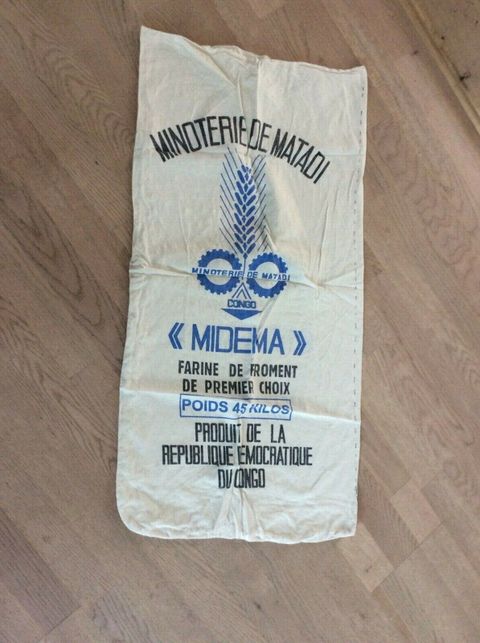 MINOTERIE DE MATADI
MINOTERIE DE MATADI
CONGO
« MIDEMA »
FARINE DE FROMENT
DE PREMIER CHOIX
POIDS 45 KILOS
PRODUIT DE LA
REPUBLIQUE DEMOCRATIQUE
DU CONGO